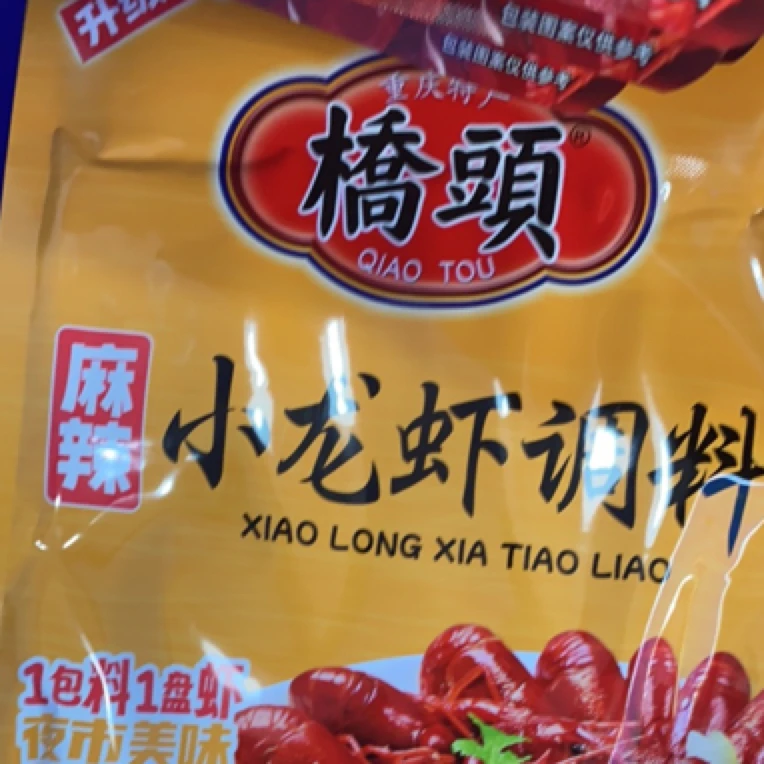 升级
包装图案仅供参考
包装图案仅供参考
重庆特产
橋頭®
QIAO TOU
麻辣
小龙虾调料
XIAO LONG XIA TIAO LIAO
1包料1盘虾
夜市美味